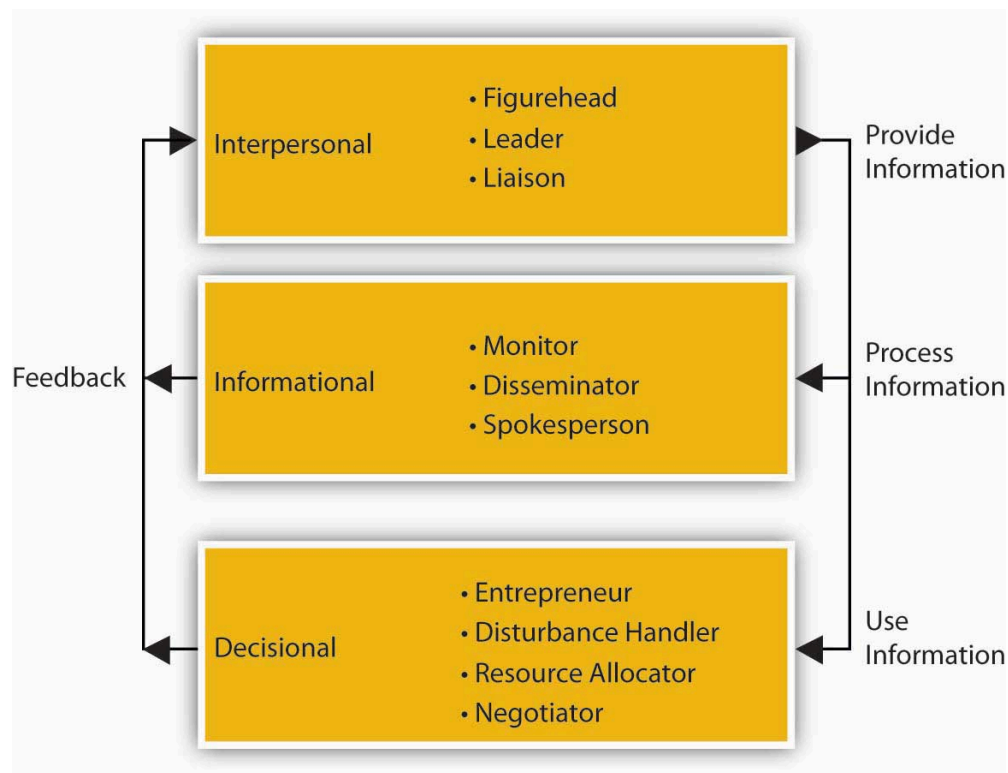 Interpersonal
• Figurehead
• Leader
• Liaison
Provide
Information
Feedback
Informational
• Monitor
• Disseminator
• Spokesperson
Process
Information
Decisional
• Entrepreneur
• Disturbance Handler
• Resource Allocator
• Negotiator
Use
Information